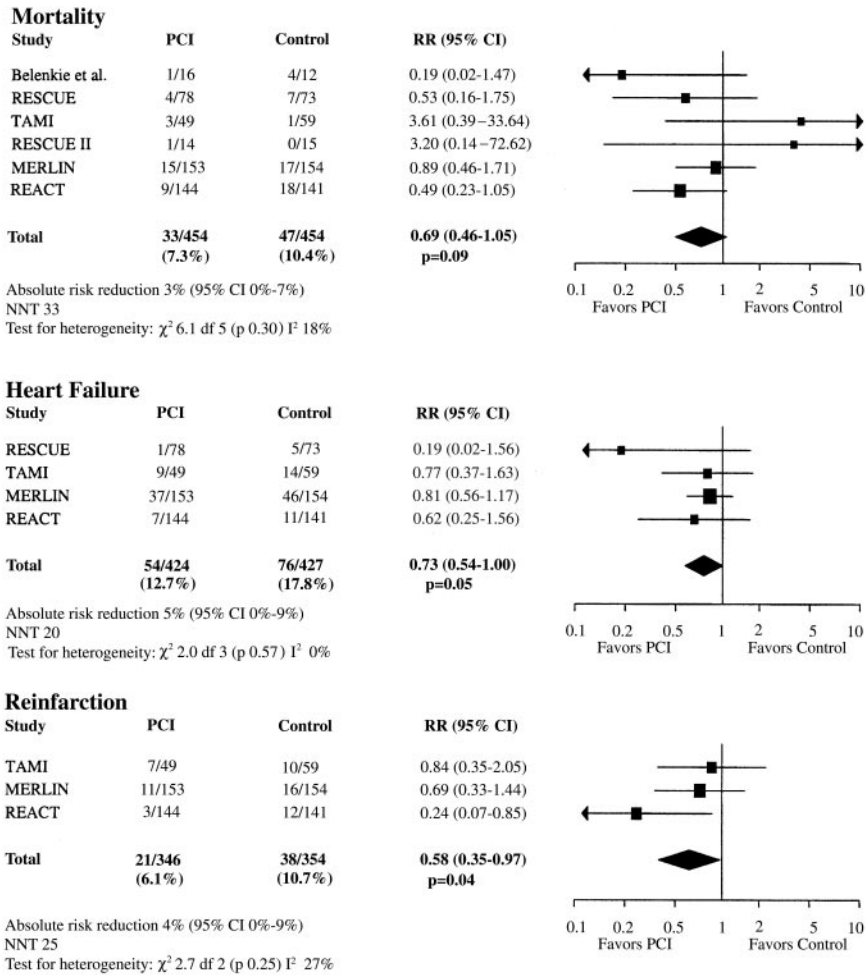 Mortality
Study PCI Control RR (95% CI)
Belenkie et al. 1/16 4/12 0.19 (0.02-1.47)
RESCUE 4/78 7/73 0.53 (0.16-1.75)
TAMI 3/49 1/59 3.61 (0.39–33.64)
RESCUE II 1/14 0/15 3.20 (0.14–72.62)
MERLIN 15/153 17/154 0.89 (0.46-1.71)
REACT 9/144 18/141 0.49 (0.23-1.05)
Total 33/454 47/454 0.69 (0.46-1.05)
(7.3%) (10.4%) p=0.09
0.1 0.2 0.5 1 2 5 10
Favors PCI Favors Control
Absolute risk reduction 3% (95% CI 0%-7%)
NNT 33
Test for heterogeneity: χ² 6.1 df 5 (p 0.30) I² 18%
Heart Failure
Study PCI Control RR (95% CI)
RESCUE 1/78 5/73 0.19 (0.02-1.56)
TAMI 9/49 14/59 0.77 (0.37-1.63)
MERLIN 37/153 46/154 0.81 (0.56-1.17)
REACT 7/144 11/141 0.62 (0.25-1.56)
Total 54/424 76/427 0.73 (0.54-1.00)
(12.7%) (17.8%) p=0.05
Absolute risk reduction 5% (95% CI 0%-9%)
NNT 20
Test for heterogeneity: χ² 2.0 df 3 (p 0.57) I² 0%
0.1 0.2 0.5 1 2 5 10
Favors PCI Favors Control
Reinfarction
Study PCI Control RR (95% CI)
TAMI 7/49 10/59 0.84 (0.35-2.05)
MERLIN 11/153 16/154 0.69 (0.33-1.44)
REACT 3/144 12/141 0.24 (0.07-0.85)
Total 21/346 38/354 0.58 (0.35-0.97)
(6.1%) (10.7%) p=0.04
Absolute risk reduction 4% (95% CI 0%-9%)
NNT 25
Test for heterogeneity: χ² 2.7 df 2 (p 0.25) I² 27%
0.1 0.2 0.5 1 2 5 10
Favors PCI Favors Control